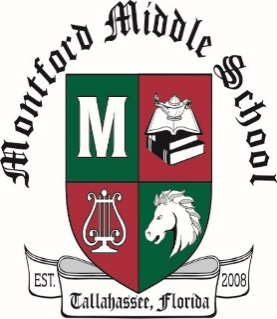 Montford Middle School
M
EST. 2008
Tallahassee, Florida